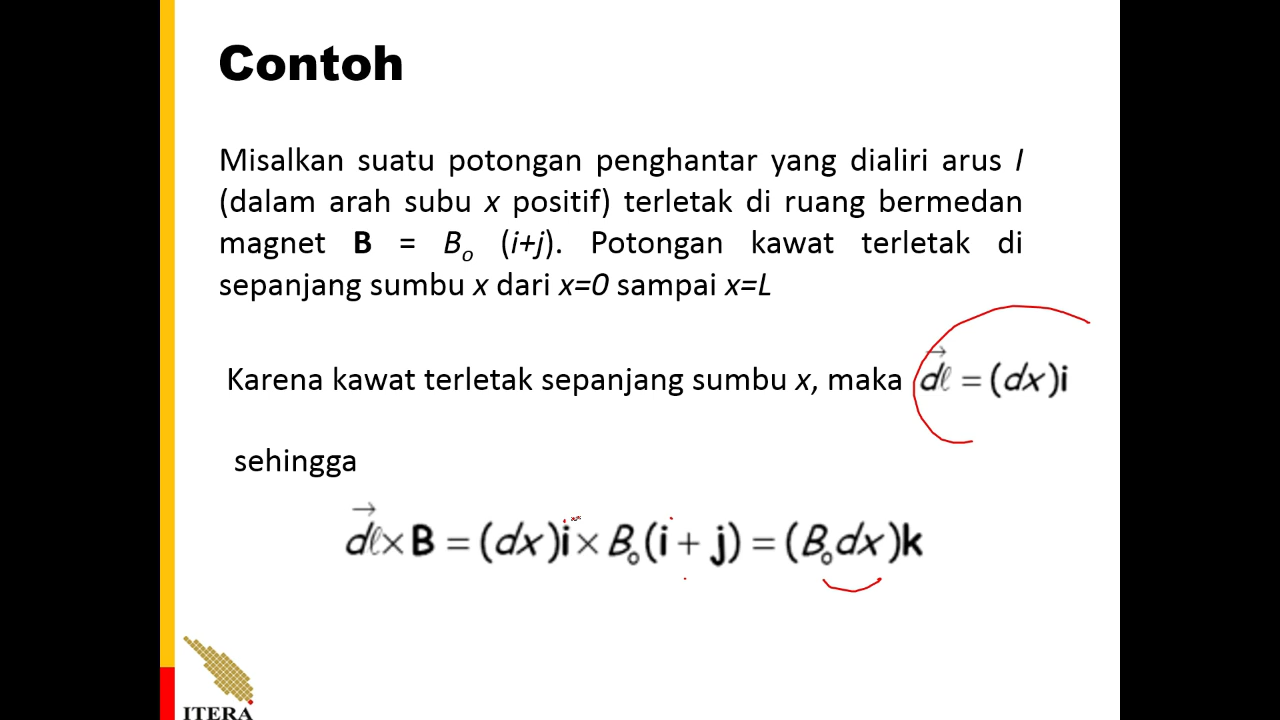 Contoh
Misalkan suatu potongan penghantar yang dialiri arus I
(dalam arah subu x positif) terletak di ruang bermedan
magnet B = Bₒ (i+j). Potongan kawat terletak di
sepanjang sumbu x dari x=0 sampai x=L
Karena kawat terletak sepanjang sumbu x, maka d⃗ℓ = (dx)i
sehingga
d⃗ℓ× B = (dx)i × Bₒ(i + j) = (Bₒdx)k
ITERA